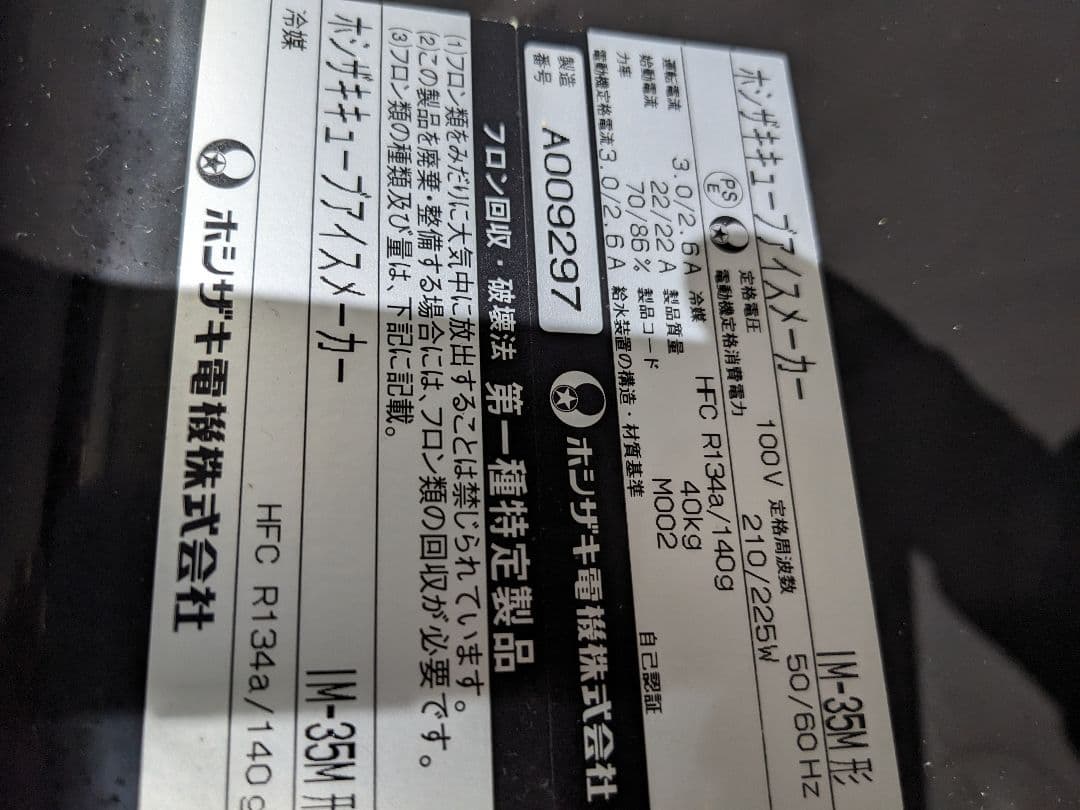 ホシザキキューブアイスメーカー IM-35M形
定格電圧 100V 定格周波数 50/60Hz
PSE 電動機定格消費電力 210/225W
運転電流 3.0/2.6A 冷媒 HFC R134a/140g
始動電流 22/22A 製品質量 40kg
力率 70/86% 製品コード M002
電動機定格電流 3.0/2.6A 給水装置の構造・材質基準 自己認証
製造番号 A009297 ホシザキ電機株式会社
フロン回収・破壊法 第一種特定製品
(1)フロン類をみだりに大気中に放出することは禁じられています。
(2)この製品を廃棄・整備する場合には、フロン類の回収が必要です。
(3)フロン類の種類及び量は、下記に記載。
ホシザキキューブアイスメーカー IM-35M形
冷媒 HFC R134a/140g
ホシザキ電機株式会社